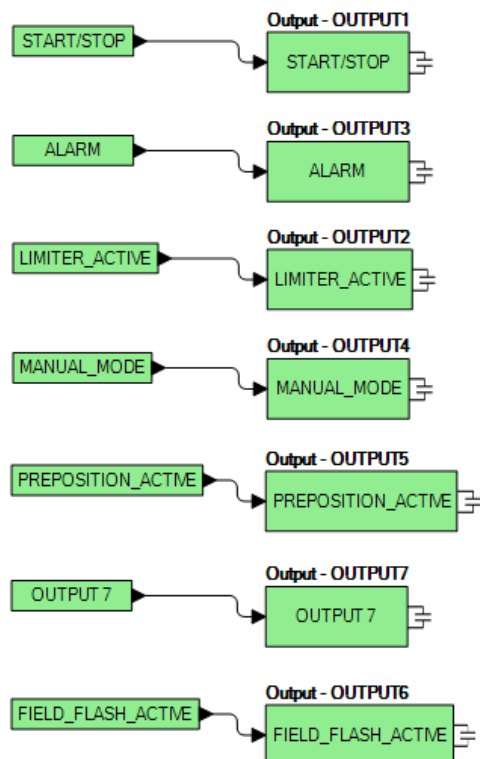 Output - OUTPUT1
START/STOP
START/STOP
Output - OUTPUT3
ALARM
ALARM
Output - OUTPUT2
LIMITER_ACTIVE
LIMITER_ACTIVE
Output - OUTPUT4
MANUAL_MODE
MANUAL_MODE
Output - OUTPUT5
PREPOSITION_ACTIVE
PREPOSITION_ACTIVE
Output - OUTPUT7
OUTPUT 7
OUTPUT 7
Output - OUTPUT6
FIELD_FLASH_ACTIVE
FIELD_FLASH_ACTIVE